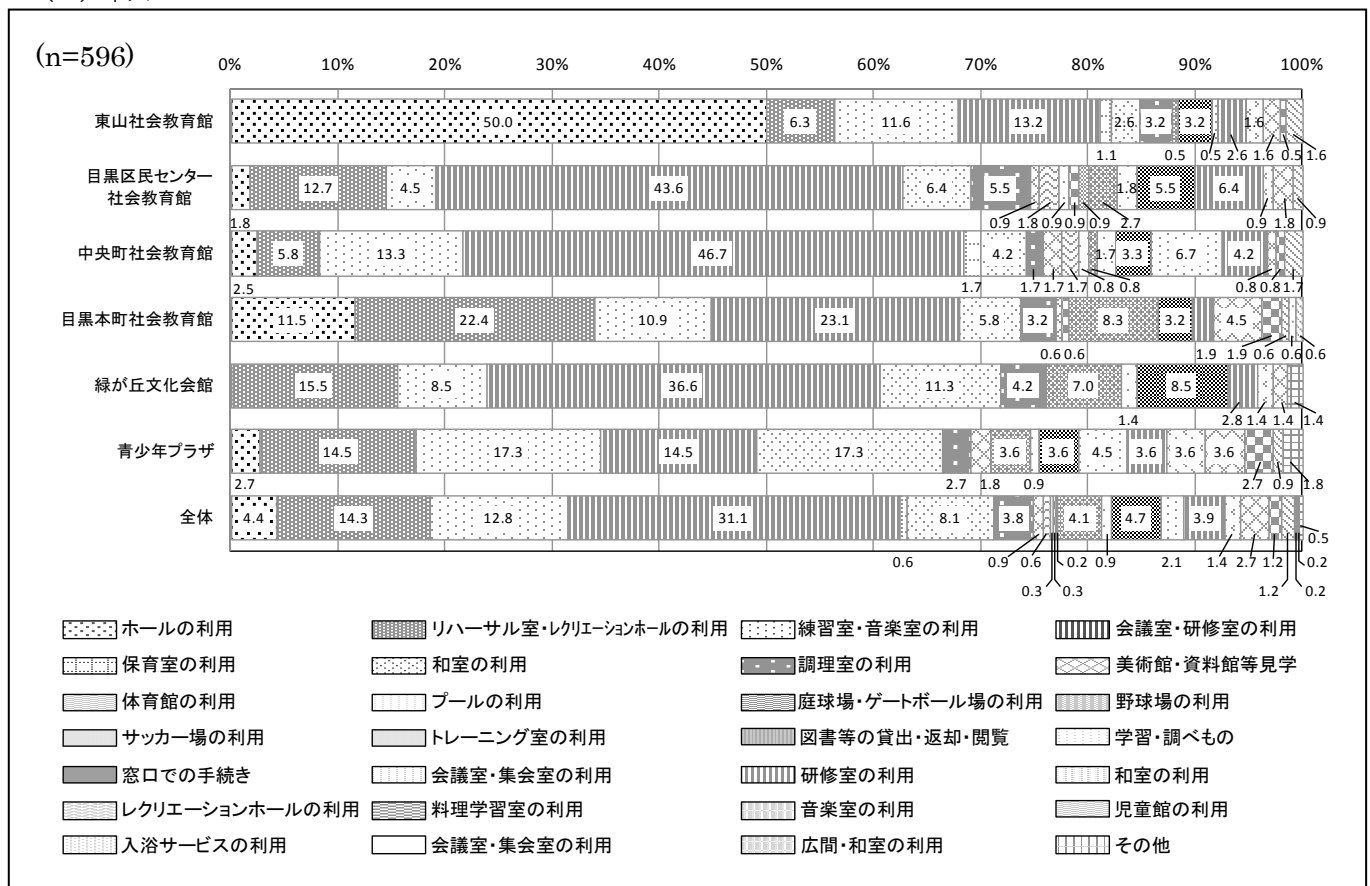 (n=596)
0% 10% 20% 30% 40% 50% 60% 70% 80% 90% 100%
東山社会教育館
50.0 6.3 11.6 13.2 2.6 3.2 3.2 1.6
1.1 0.5 0.5 2.6 1.6 0.5 1.6
目黒区民センター
社会教育館
12.7 4.5 43.6 6.4 5.5 1.8 5.5 6.4
1.8 0.9 1.8 0.9 0.9 0.9 2.7 0.9 1.8 0.9
中央町社会教育館
5.8 13.3 46.7 4.2 1.7 3.3 6.7 4.2
2.5 1.7 1.7 1.7 1.7 0.8 0.8 0.8 0.8 1.7
目黒本町社会教育館
11.5 22.4 10.9 23.1 5.8 3.2 8.3 3.2 4.5
0.6 0.6 1.9 1.9 0.6 0.6 0.6
緑が丘文化会館
15.5 8.5 36.6 11.3 4.2 7.0 8.5
1.4 2.8 1.4 1.4 1.4
青少年プラザ
14.5 17.3 14.5 17.3 3.6 3.6 4.5 3.6 3.6 3.6
2.7 2.7 1.8 0.9 2.7 0.9 1.8
全体
4.4 14.3 12.8 31.1 8.1 3.8 4.1 4.7 3.9 0.5
0.6 0.9 0.6 0.2 0.9 2.1 1.4 2.7 1.2 0.2
0.3 0.3 1.2 0.2
ホールの利用 リハーサル室・レクリエーションホールの利用 練習室・音楽室の利用 会議室・研修室の利用
保育室の利用 和室の利用 調理室の利用 美術館・資料館等見学
体育館の利用 プールの利用 庭球場・ゲートボール場の利用 野球場の利用
サッカー場の利用 トレーニング室の利用 図書等の貸出・返却・閲覧 学習・調べもの
窓口での手続き 会議室・集会室の利用 研修室の利用 和室の利用
レクリエーションホールの利用 料理学習室の利用 音楽室の利用 児童館の利用
入浴サービスの利用 会議室・集会室の利用 広間・和室の利用 その他